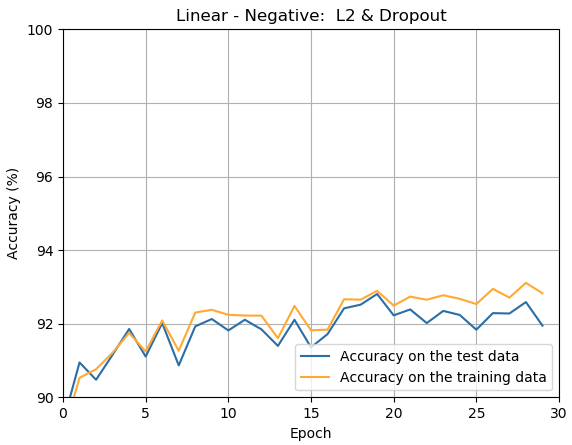 Linear - Negative:  L2 & Dropout
100
98
96
94
92
90
Accuracy (%)
0 5 10 15 20 25 30
Epoch
Accuracy on the test data
Accuracy on the training data